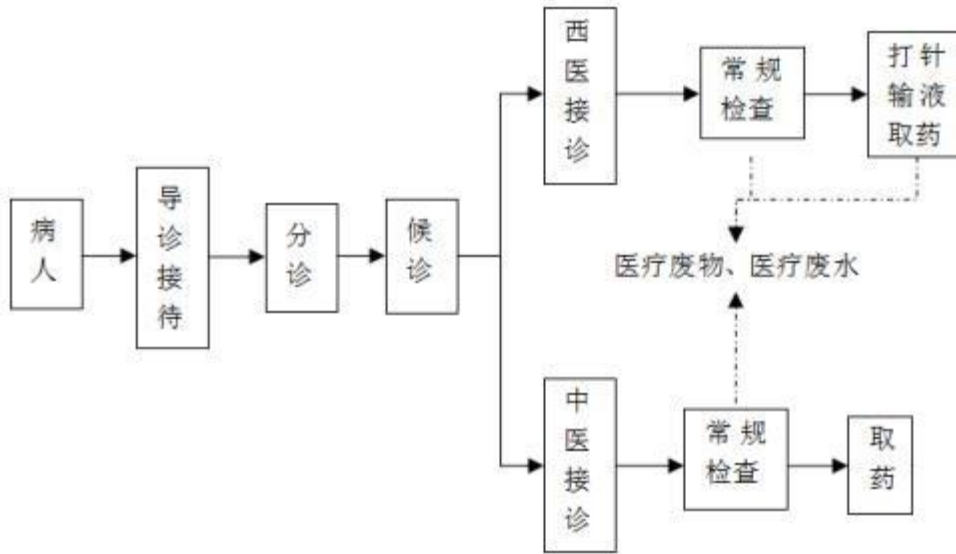 病人
导诊接待
分诊
候诊
西医接诊
常规
检查
打针
输液
取药
医疗废物、医疗废水
中医接诊
常规
检查
取药